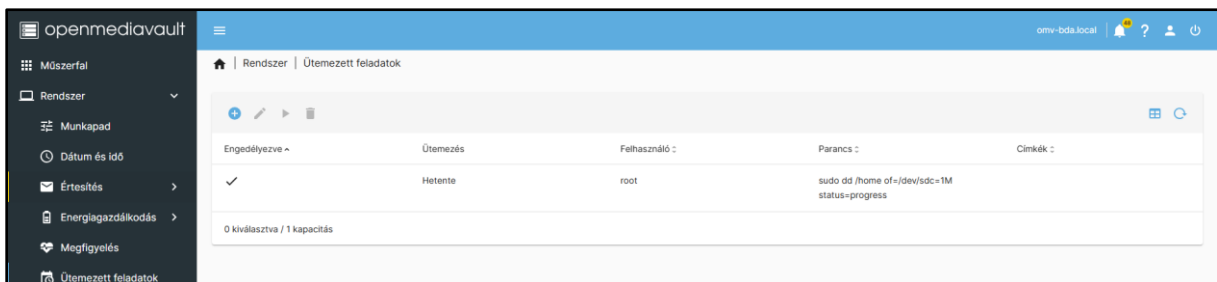 openmediavault
omv-bda.local 48 ?
Műszerfal
Rendszer | Ütemezett feladatok
Rendszer
Munkapad
Dátum és idő
Értesítés
Energiagazdálkodás
Megfigyelés
Ütemezett feladatok
Engedélyezve Ütemezés Felhasználó Parancs Címkék
Hetente root sudo dd /home of=/dev/sdc=1M
status=progress
0 kiválasztva / 1 kapacitás